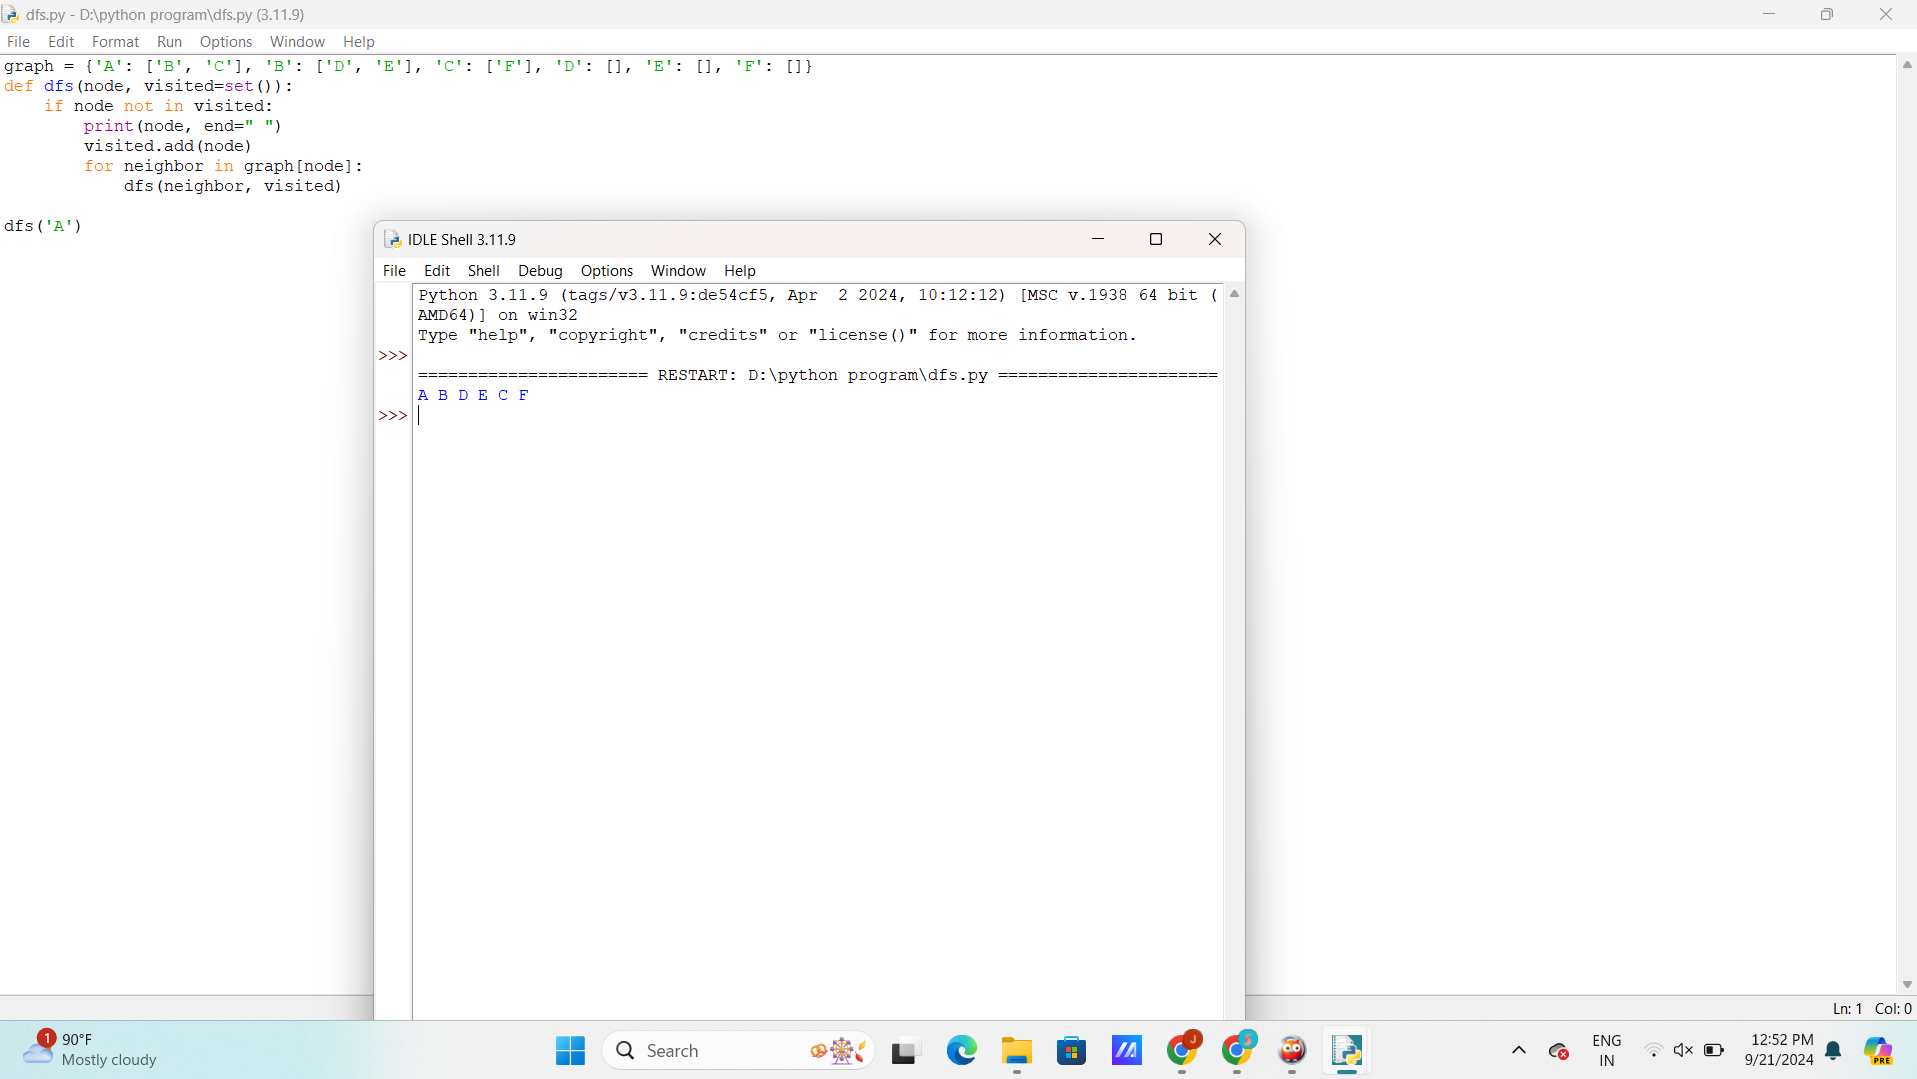 dfs.py - D:\python program\dfs.py (3.11.9)
File Edit Format Run Options Window Help
graph = {'A': ['B', 'C'], 'B': ['D', 'E'], 'C': ['F'], 'D': [], 'E': [], 'F': []}
def dfs(node, visited=set()):
    if node not in visited:
        print(node, end=" ")
        visited.add(node)
        for neighbor in graph[node]:
            dfs(neighbor, visited)
dfs('A')
IDLE Shell 3.11.9
File Edit Shell Debug Options Window Help
Python 3.11.9 (tags/v3.11.9:de54cf5, Apr  2 2024, 10:12:12) [MSC v.1938 64 bit (
AMD64)] on win32
Type "help", "copyright", "credits" or "license()" for more information.
>>>
======================= RESTART: D:\python program\dfs.py ======================
A B D E C F
>>>
Ln: 1 Col: 0
1
90°F
Mostly cloudy
Search
J
S
PRE
ENG
IN
12:52 PM
9/21/2024